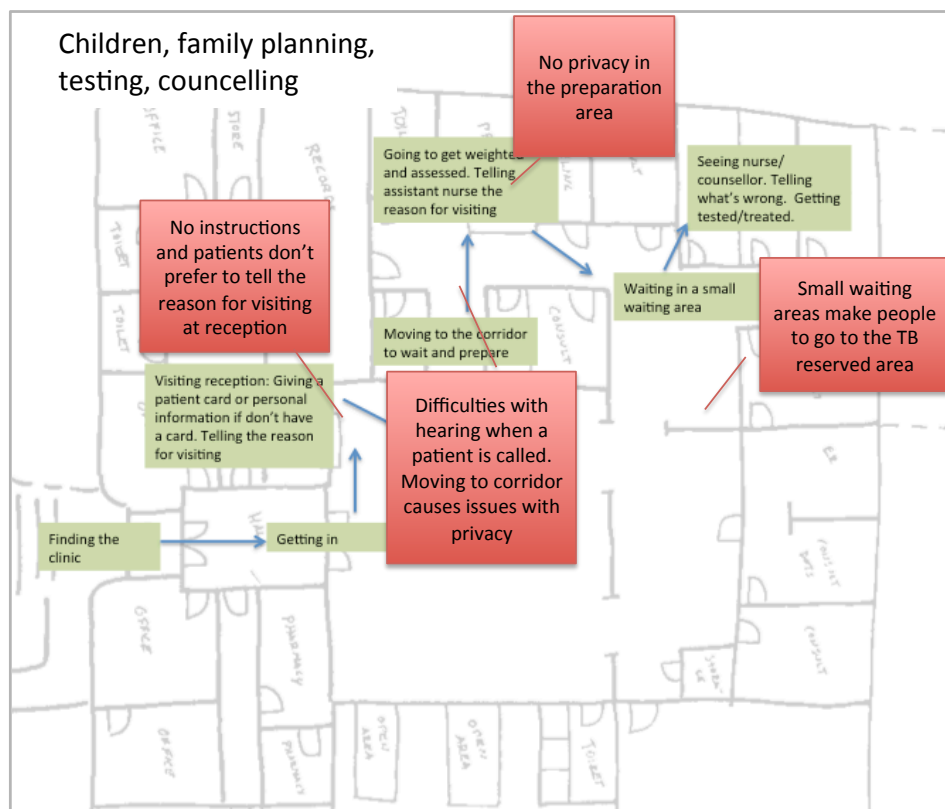 Children, family planning,
testing, councelling
No privacy in
the preparation
area
Going to get weighted
and assessed. Telling
assistant nurse the
reason for visiting
Seeing nurse/
counsellor. Telling
what's wrong. Getting
tested/treated.
No instructions
and patients don't
prefer to tell the
reason for visiting
at reception
Waiting in a small
waiting area
Small waiting
areas make people
to go to the TB
reserved area
Moving to the corridor
to wait and prepare
Visiting reception: Giving a
patient card or personal
information if don't have
a card. Telling the reason
for visiting
Difficulties with
hearing when a
patient is called.
Moving to corridor
causes issues with
privacy
Finding the
clinic
Getting in
OFFICE
STORE
RECORD
TOILET
TOILET
CONSULT
OFFICE
PHARMACY
CONSULT
OFFICE
PHARMACY
OPEN
AREA
OPEN
AREA
TOILET